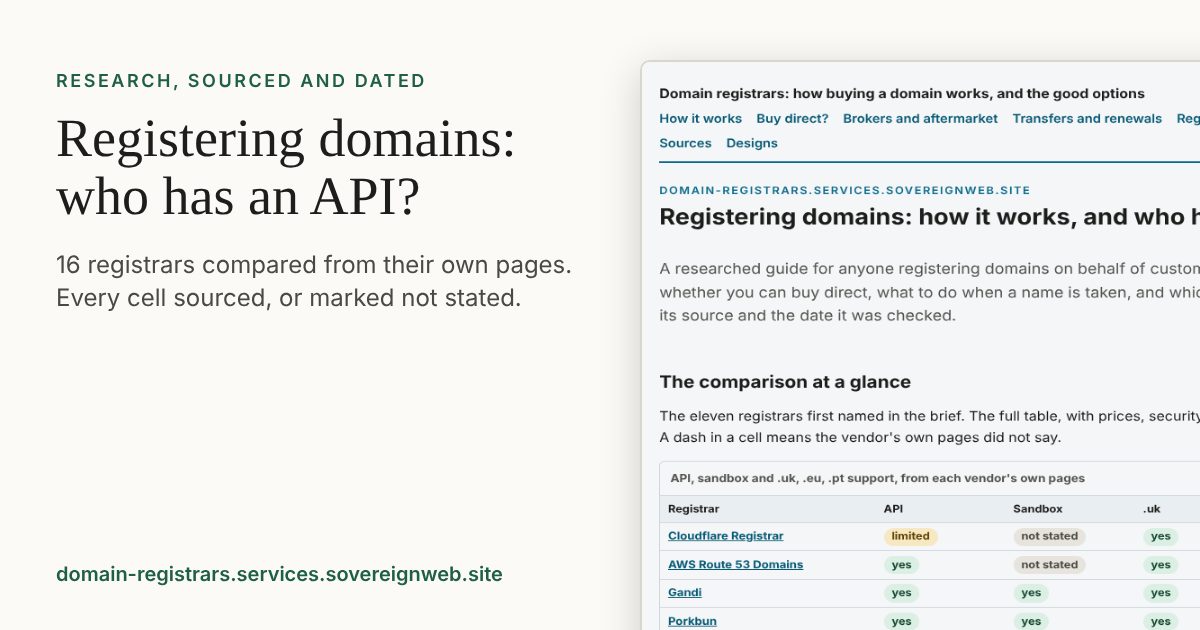 RESEARCH, SOURCED AND DATED
Registering domains:
who has an API?
16 registrars compared from their own pages.
Every cell sourced, or marked not stated.
domain-registrars.services.sovereignweb.site
Domain registrars: how buying a domain works, and the good options
How it works Buy direct? Brokers and aftermarket Transfers and renewals
Sources Designs
DOMAIN-REGISTRARS.SERVICES.SOVEREIGNWEB.SITE
Registering domains: how it works, and who
A researched guide for anyone registering domains on behalf of
whether you can buy direct, what to do when a name is taken, and
its source and the date it was checked.
The comparison at a glance
The eleven registrars first named in the brief. The full table, with prices, security
A dash in a cell means the vendor's own pages did not say.
API, sandbox and .uk, .eu, .pt support, from each vendor's own pages
Registrar API Sandbox .uk
Cloudflare Registrar limited not stated yes
AWS Route 53 Domains yes not stated yes
Gandi yes yes yes
Porkbun yes yes yes